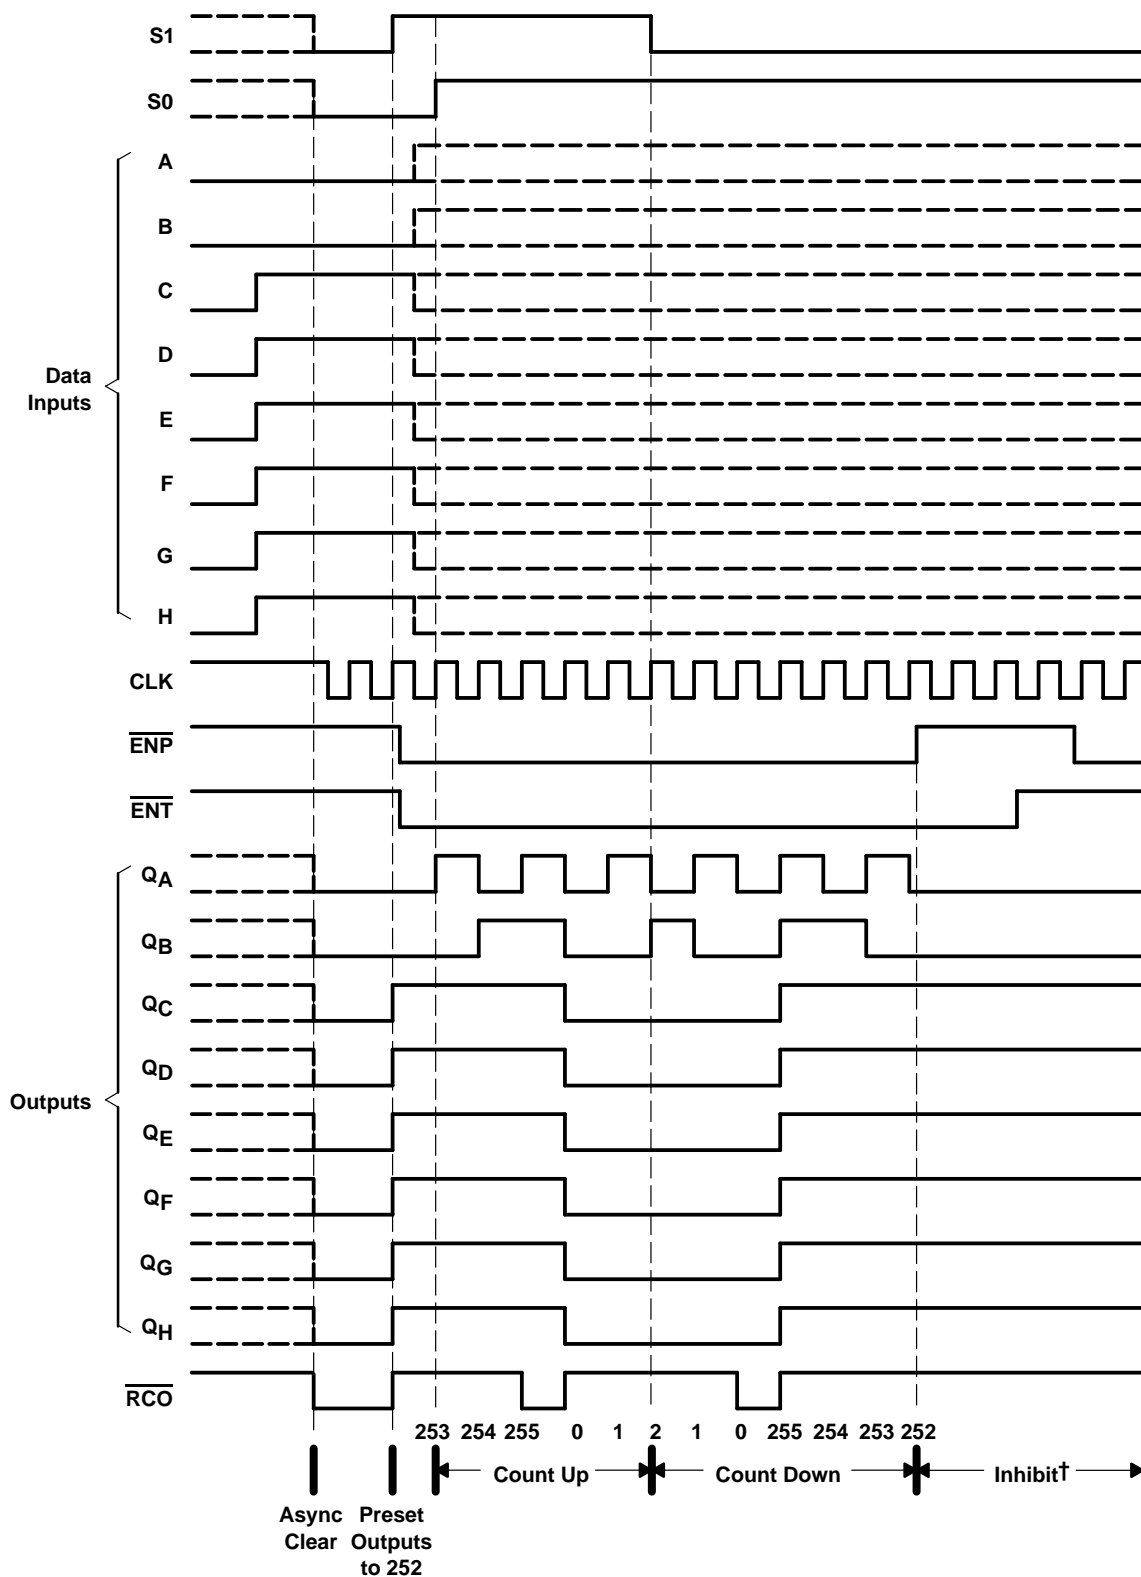 S1
S0
A
B
C
D
Data
Inputs
E
F
G
H
CLK
ENP
ENT
QA
QB
QC
QD
Outputs
QE
QF
QG
QH
RCO
253 254 255 0 1 2 1 0 255 254 253 252
Count Up Count Down Inhibit†
Async Clear
Preset Outputs to 252